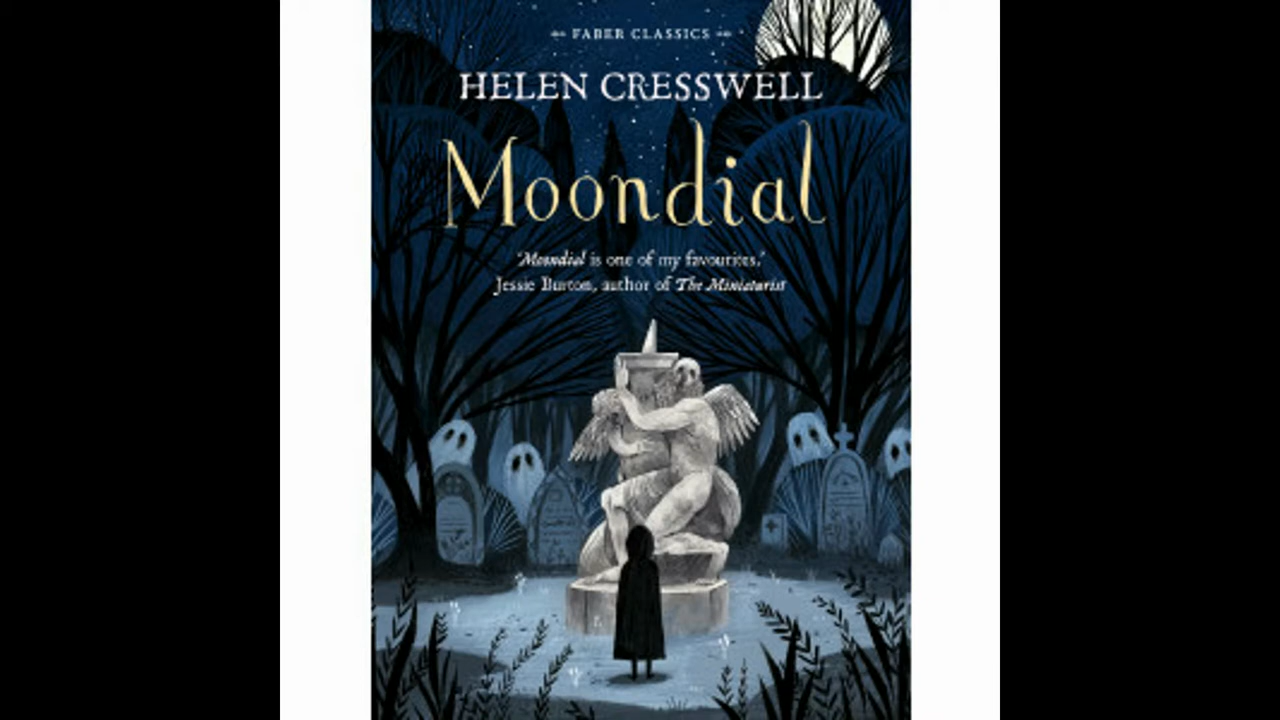 FABER CLASSICS
HELEN CRESSWELL
Moondial
'Moondial is one of my favourites.'
Jessie Burton, author of The Miniaturist